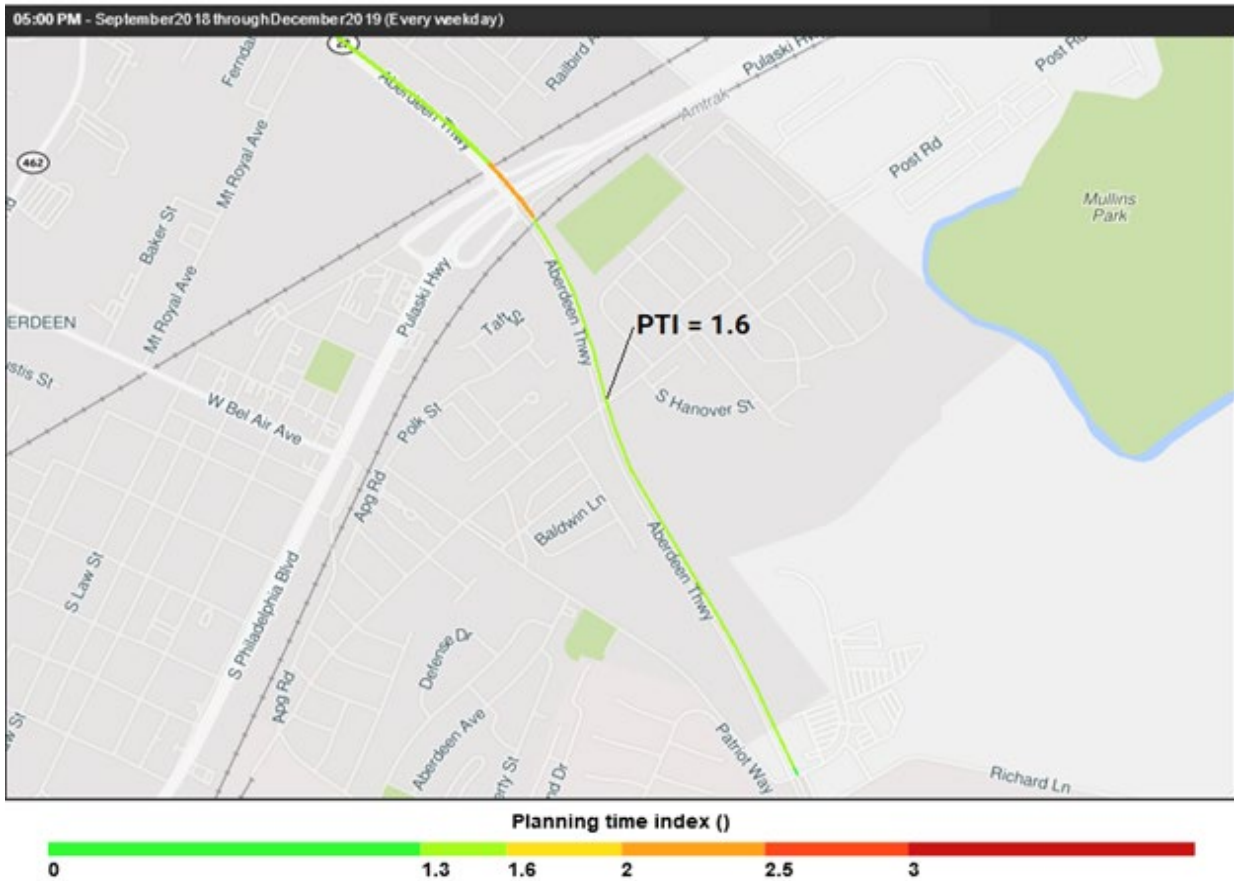 05:00 PM - September2018 through December 2019 (Every weekday)
Aberdeen Thwy
Railbird
Pulaski Hwy
Amtrak
Post Rd
Post Rd
462
Mt Royal Ave
Baker St
Mt Royal Ave
Mullins
Park
Pulaski Hwy
Aberdeen Thwy
Taft St
PTI = 1.6
ERDEEN
W Bel Air Ave
Polk St
S Hanover St
Apg Rd
Baldwin Ln
Aberdeen Thwy
S Law St
S Philadelphia Blvd
Defense Dr
Apg Rd
Aberdeen Ave
Patriot Way
Richard Ln
Planning time index ()
0 1.3 1.6 2 2.5 3